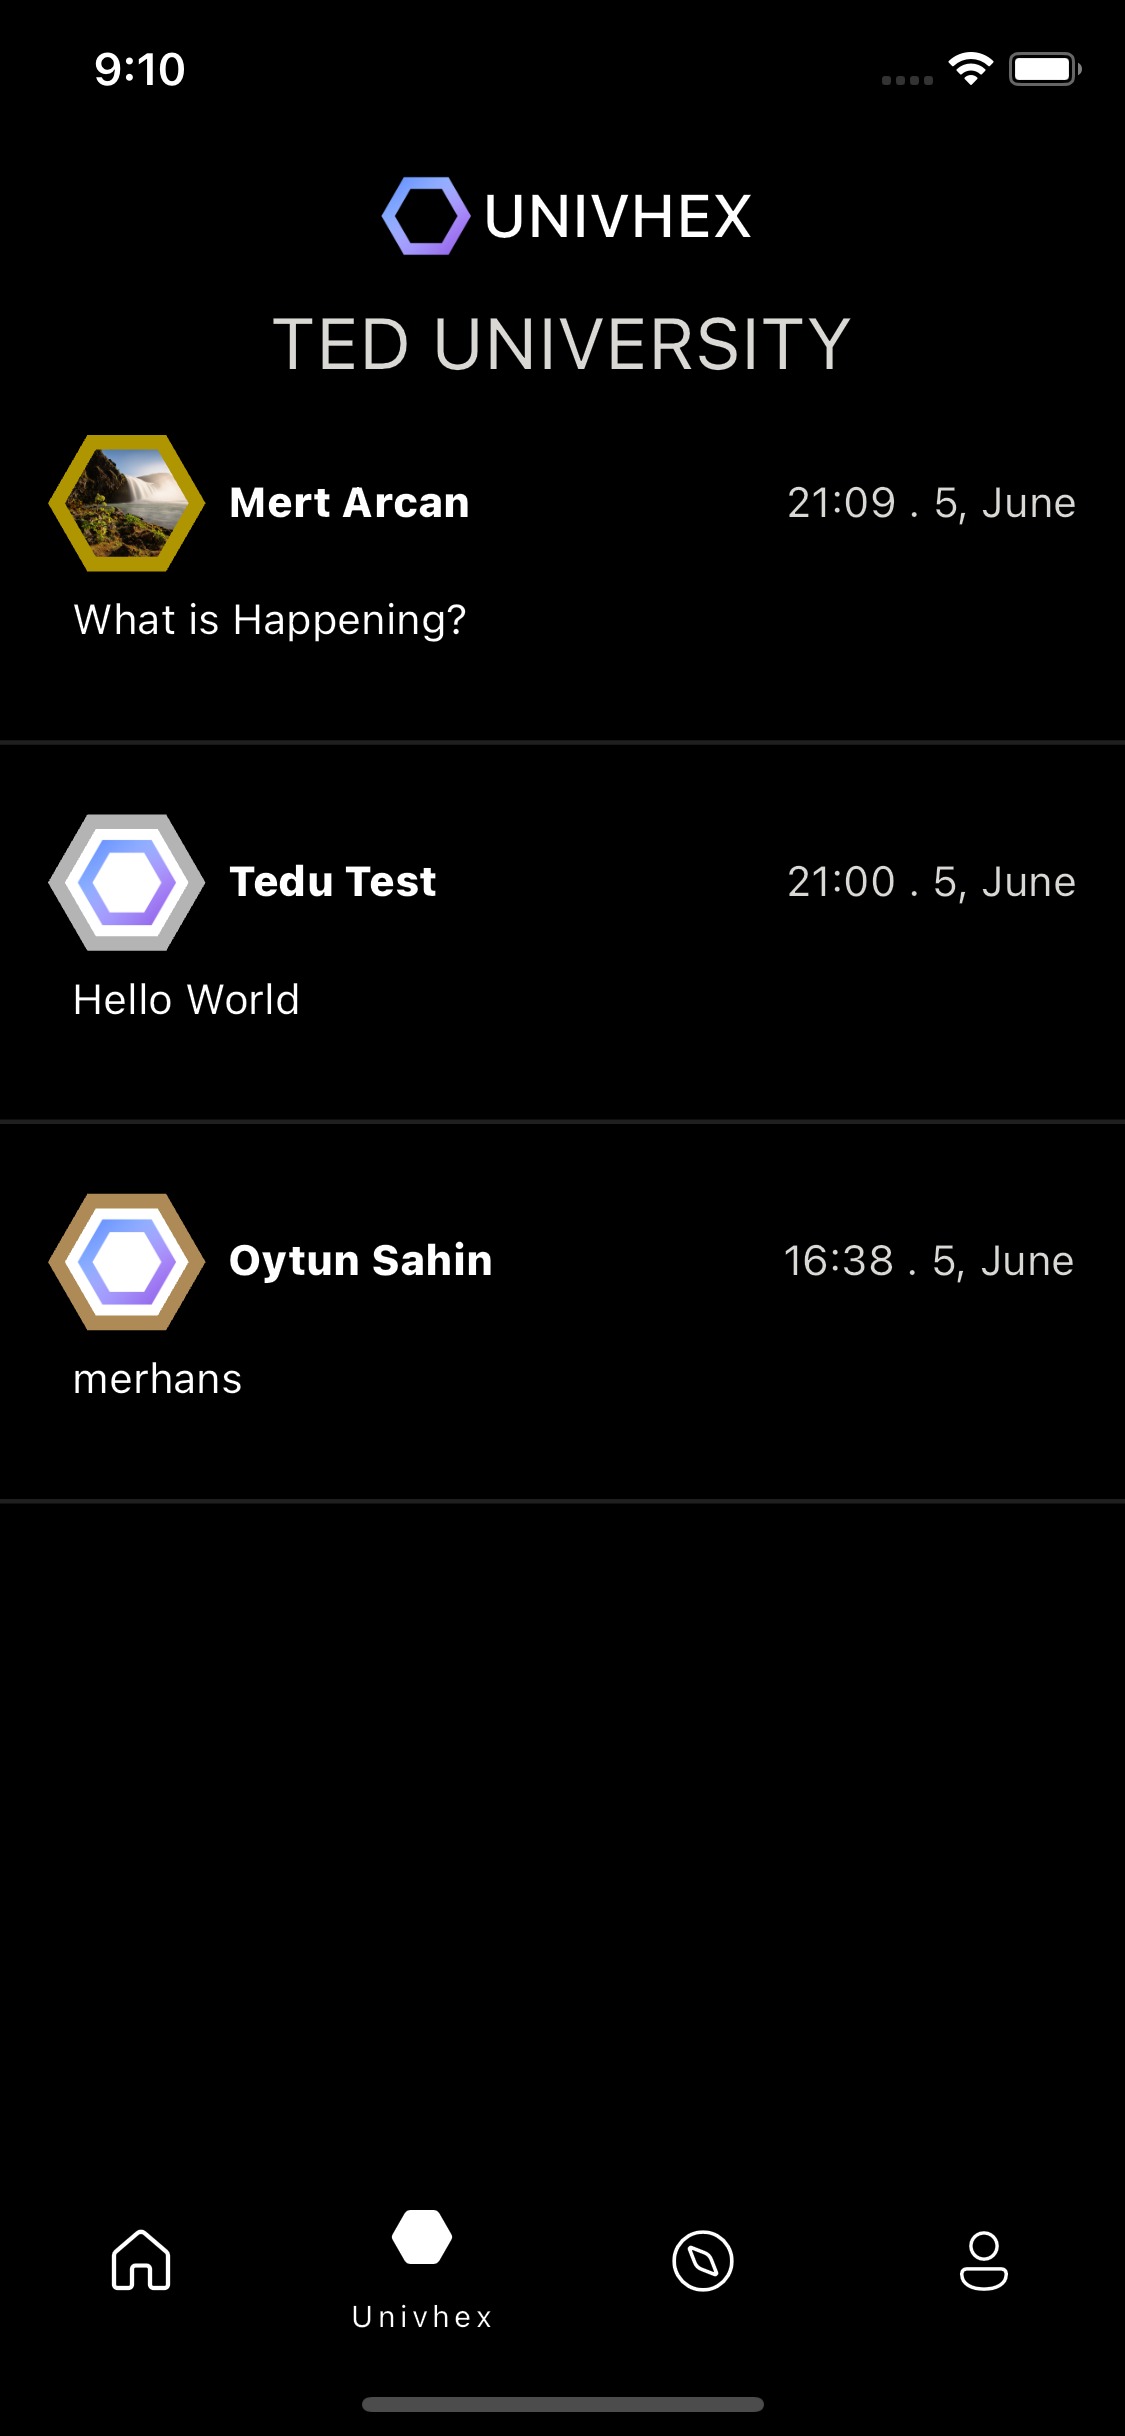 9:10
UNIVHEX
TED UNIVERSITY
Mert Arcan 21:09 . 5, June
What is Happening?
Tedu Test 21:00 . 5, June
Hello World
Oytun Sahin 16:38 . 5, June
merhans
Univhex